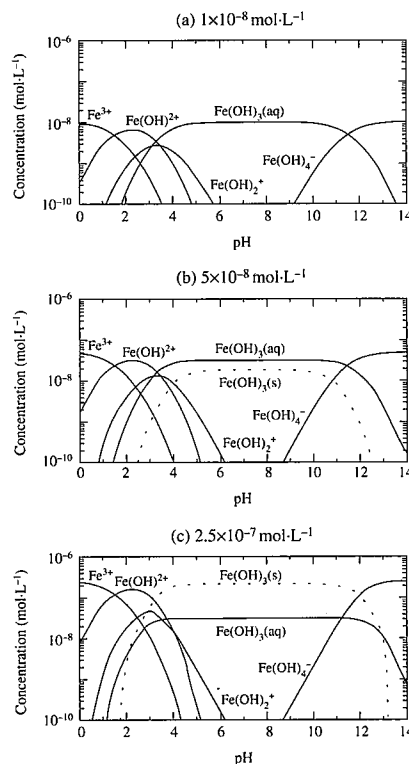 (a) 1×10⁻⁸ mol·L⁻¹
Concentration (mol·L⁻¹)
10⁻⁶
10⁻⁸
10⁻¹⁰
Fe³⁺
Fe(OH)²⁺
Fe(OH)₃(aq)
Fe(OH)₄⁻
Fe(OH)₂⁺
0 2 4 6 8 10 12 14
pH
(b) 5×10⁻⁸ mol·L⁻¹
Concentration (mol·L⁻¹)
10⁻⁶
10⁻⁸
10⁻¹⁰
Fe³⁺
Fe(OH)²⁺
Fe(OH)₃(aq)
Fe(OH)₃(s)
Fe(OH)₄⁻
Fe(OH)₂⁺
0 2 4 6 8 10 12 14
pH
(c) 2.5×10⁻⁷ mol·L⁻¹
Concentration (mol·L⁻¹)
10⁻⁶
10⁻⁸
10⁻¹⁰
Fe³⁺
Fe(OH)²⁺
Fe(OH)₃(s)
Fe(OH)₃(aq)
Fe(OH)₄⁻
Fe(OH)₂⁺
0 2 4 6 8 10 12 14
pH